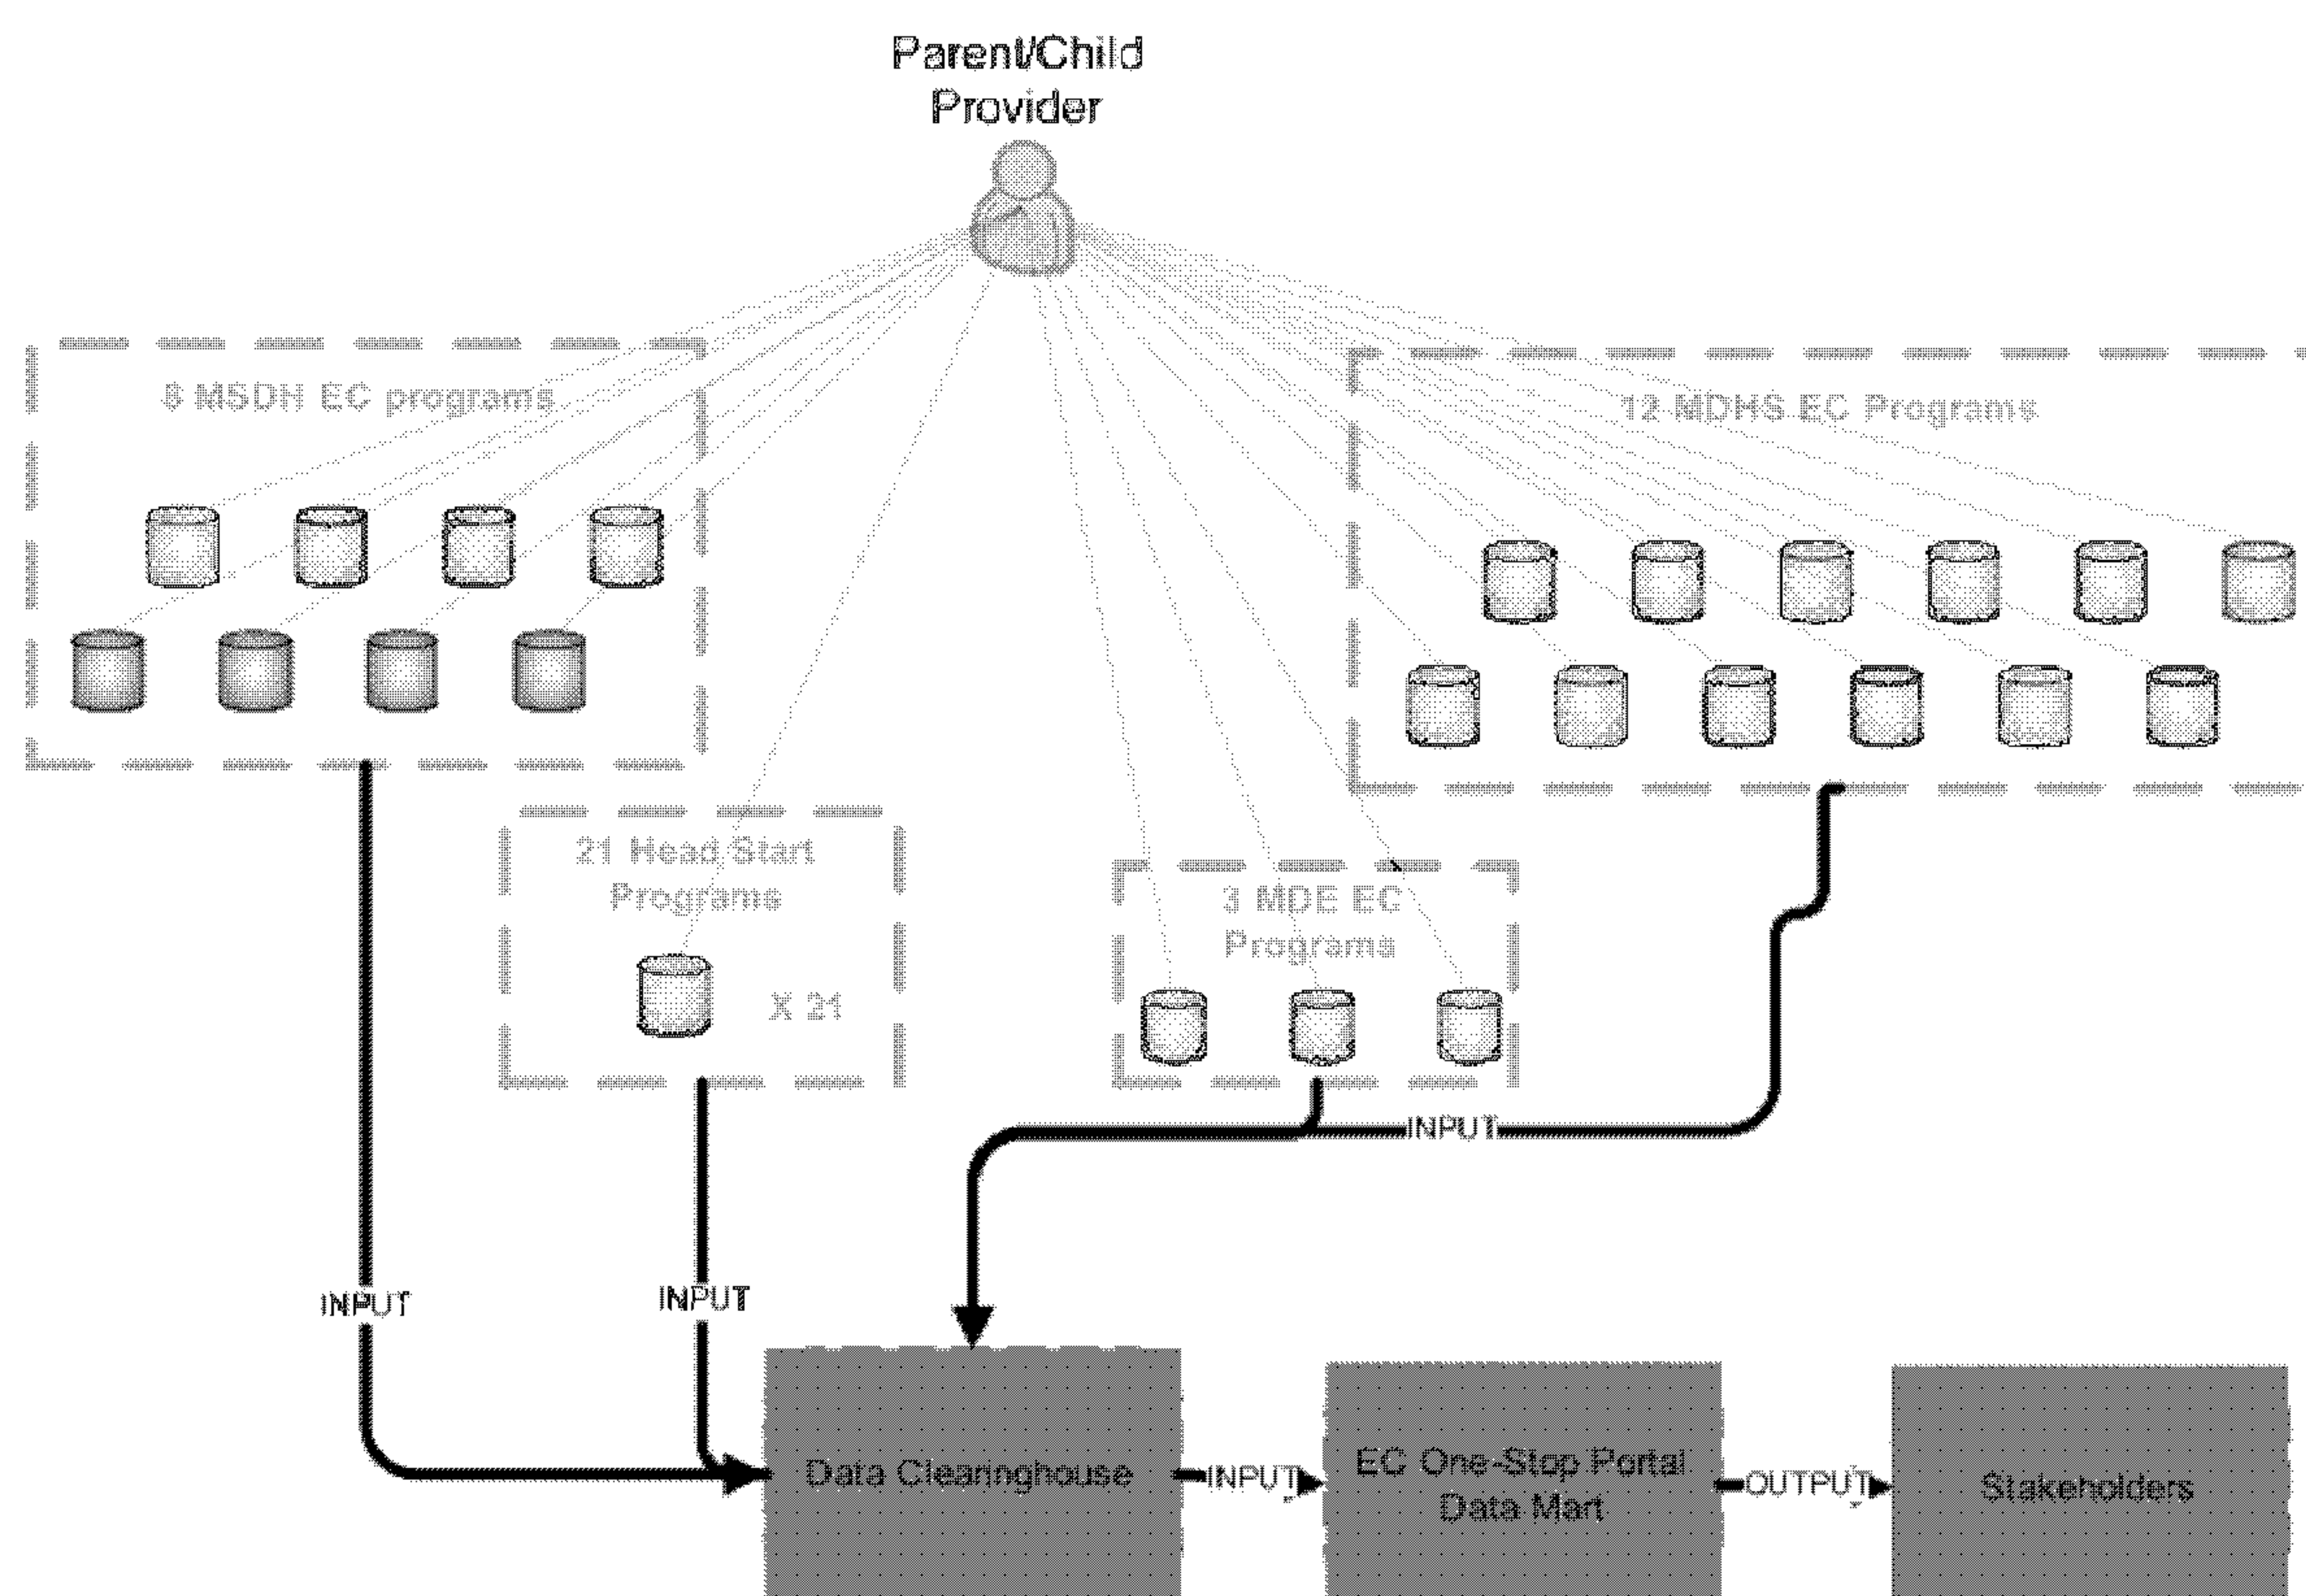 Parent/Child
Provider
8 MSDH EC programs
12 MDHS EC Programs
21 Head Start
Programs
X 21
3 MDE EC
Programs
INPUT
INPUT
INPUT
Data Clearinghouse
INPUT
EC One-Stop Portal
Data Mart
OUTPUT
Stakeholders